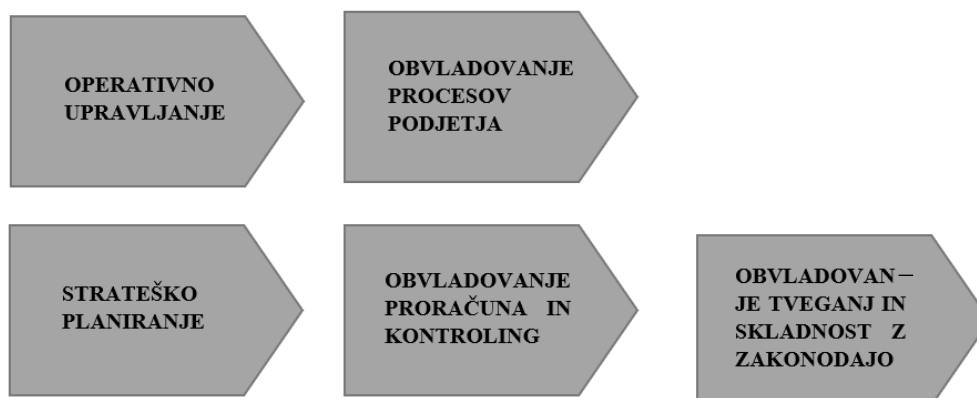 OPERATIVNO
UPRAVLJANJE
OBVLADOVANJE
PROCESOV
PODJETJA
STRATEŠKO
PLANIRANJE
OBVLADOVANJE
PRORAČUNA IN
KONTROLING
OBVLADOVAN–
JE TVEGANJ IN
SKLADNOST Z
ZAKONODAJO